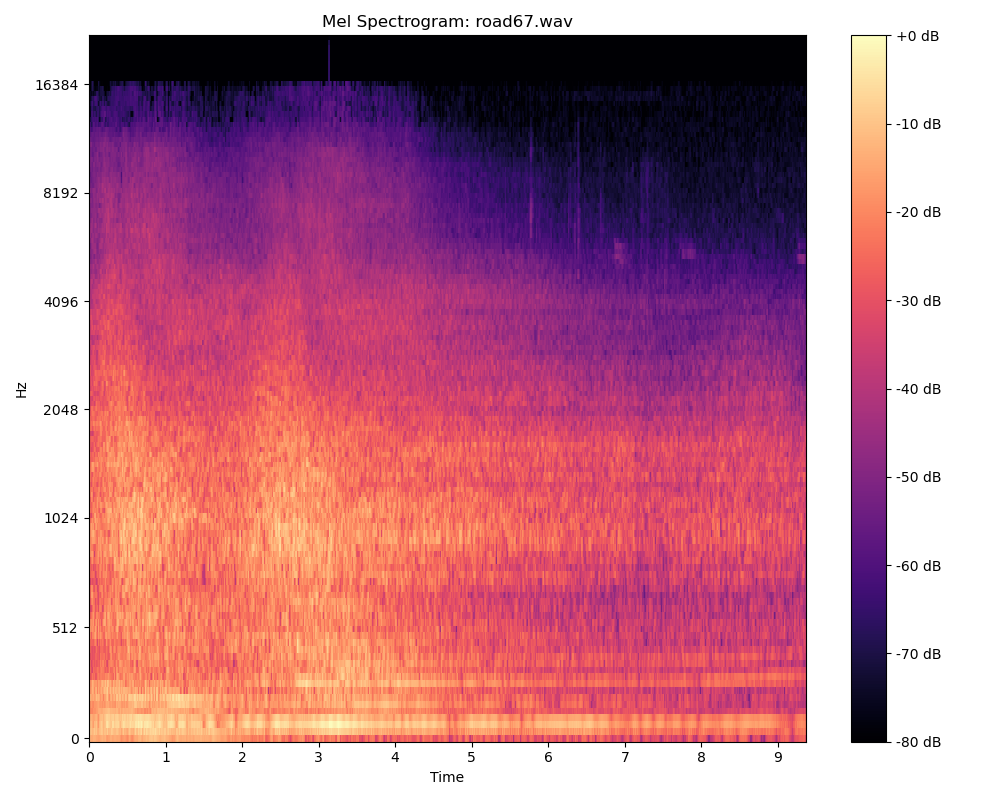 Mel Spectrogram: road67.wav
+0 dB
16384
-10 dB
8192
-20 dB
4096
-30 dB
Hz
-40 dB
2048
-50 dB
1024
-60 dB
512
-70 dB
0
-80 dB
0 1 2 3 4 5 6 7 8 9
Time